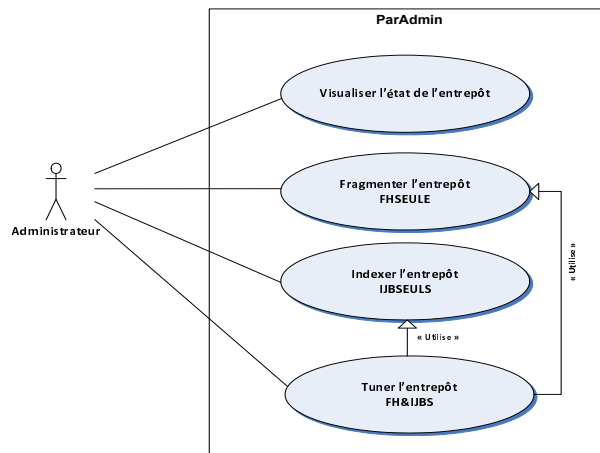 ParAdmin
Visualiser l'état de l'entrepôt
Fragmenter l'entrepôt
FHSEULE
Administrateur
« Utilise »
Indexer l'entrepôt
IJBSEULS
« Utilise »
Tuner l'entrepôt
FH&IJBS